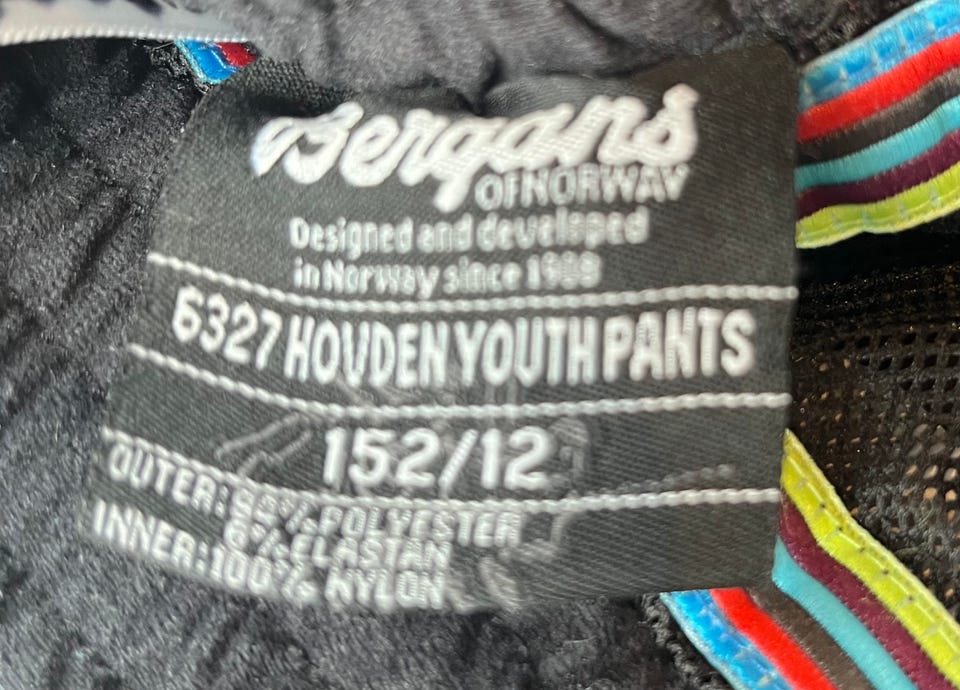 Bergans
OF NORWAY
Designed and developed
in Norway since 1908
6327 HOVDEN YOUTH PANTS
152/12
OUTER: POLYESTER
6% ELASTAN
INNER: 100% NYLON